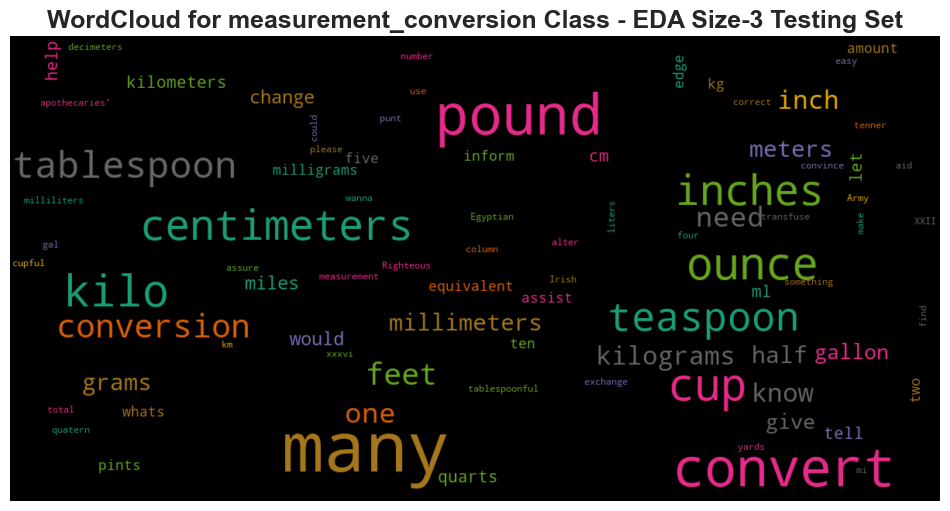 WordCloud for measurement_conversion Class - EDA Size-3 Testing Set
help
decimeters
number
amount
easy
edge
kilometers
kg
use
change
inch
correct
apothecaries'
pound
could
punt
tenner
please
meters
tablespoon
five
inform
cm
let
convince
aid
milligrams
milliliters
wanna
inches
Army
centimeters
Egyptian
liters
need
transfuse
make
XXII
four
gal
column
alter
cupful
assure
Righteous
ounce
kilo
miles
measurement
equivalent
Irish
something
assist
ml
conversion
millimeters
teaspoon
find
km
would
ten
xxxvi
kilograms
half
gallon
grams
feet
tablespoonful
exchange
cup
know
two
total
whats
one
give
quatern
tell
many
yards
pints
quarts
convert
mi